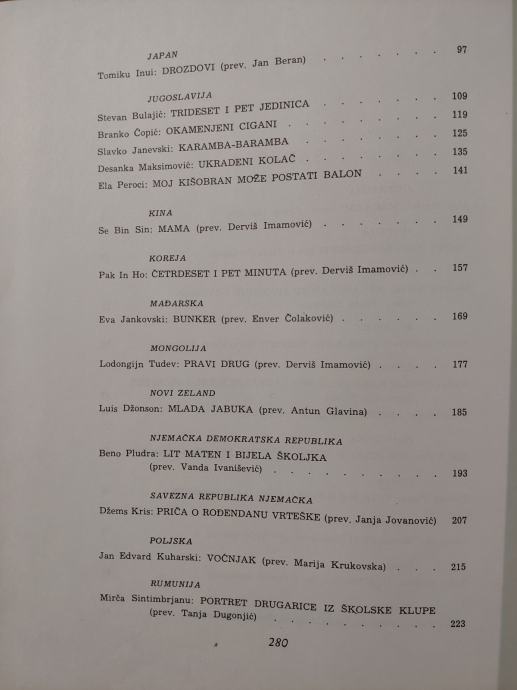 JAPAN
Tomiku Inui: DROZDOVI (prev. Jan Beran) . . . . . . . 97
JUGOSLAVIJA
Stevan Bulajić: TRIDESET I PET JEDINICA . . . . . . . 109
Branko Ćopić: OKAMENJENI CIGANI . . . . . . . . 119
Slavko Janevski: KARAMBA-BARAMBA . . . . . . . 125
Desanka Maksimović: UKRADENI KOLAČ . . . . . . . 135
Ela Peroci: MOJ KIŠOBRAN MOŽE POSTATI BALON . . . . 141
KINA
Se Bin Sin: MAMA (prev. Derviš Imamović) . . . . . . . 149
KOREJA
Pak In Ho: ČETRDESET I PET MINUTA (prev. Derviš Imamović) . . 157
MAĐARSKA
Eva Jankovski: BUNKER (prev. Enver Čolaković) . . . . . . 169
MONGOLIJA
Lodongijn Tudev: PRAVI DRUG (prev. Derviš Imamović) . . . . 177
NOVI ZELAND
Luis Džonson: MLADA JABUKA (prev. Antun Glavina) . . . . 185
NJEMAČKA DEMOKRATSKA REPUBLIKA
Beno Pludra: LIT MATEN I BIJELA ŠKOLJKA
(prev. Vanda Ivanišević) . . . . . . . . . 193
SAVEZNA REPUBLIKA NJEMAČKA
Džems Kris: PRIČA O ROĐENDANU VRTEŠKE (prev. Janja Jovanović) 207
POLJSKA
Jan Edvard Kuharski: VOĆNJAK (prev. Marija Krukovska) . . . 215
RUMUNIJA
Mirča Sintimbrjanu: PORTRET DRUGARICE IZ ŠKOLSKE KLUPE
(prev. Tanja Dugonjić) . . . . . . . . . . 223
280